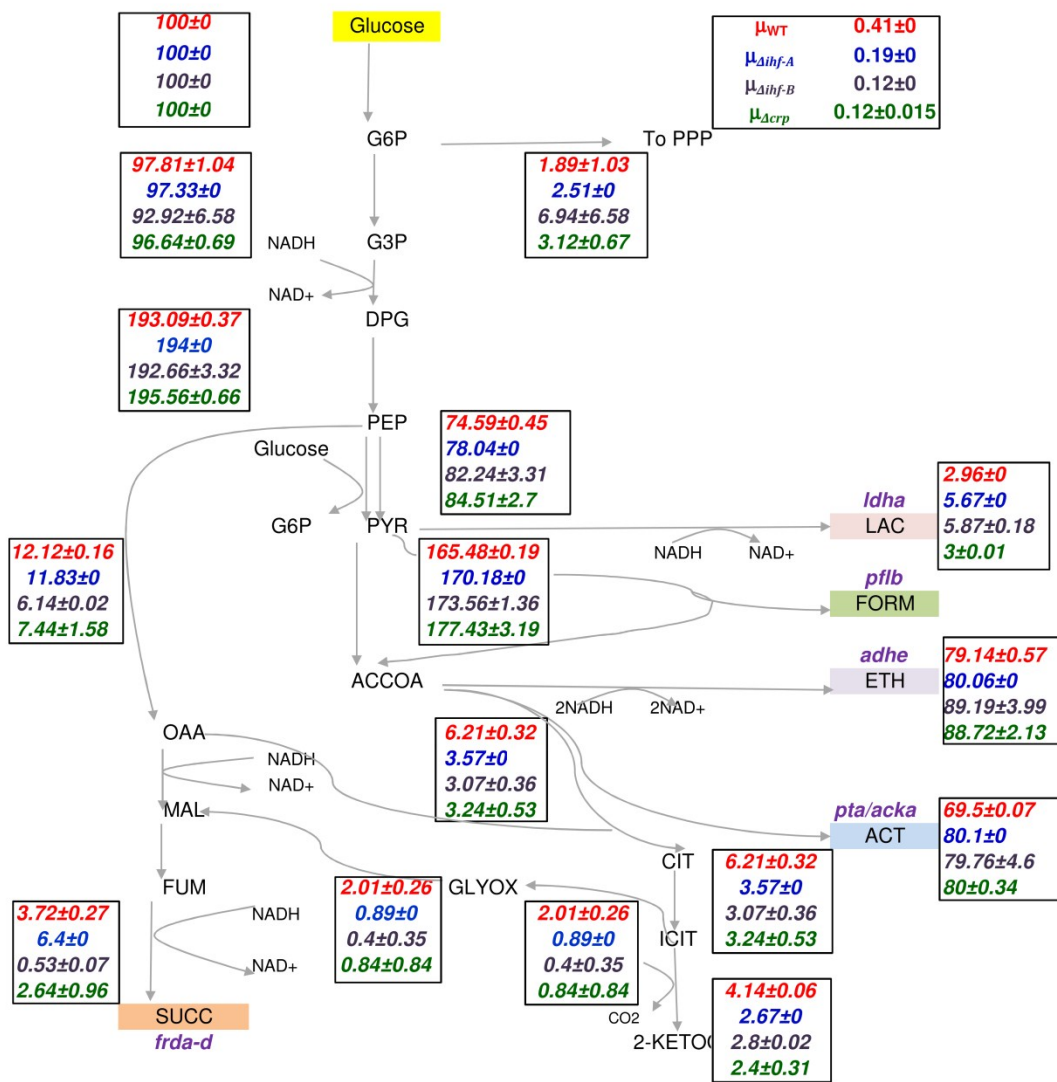 100±0
100±0
100±0
100±0
Glucose
μWT 0.41±0
μΔihf-A 0.19±0
μΔihf-B 0.12±0
μΔcrp 0.12±0.015
G6P
To PPP
97.81±1.04
97.33±0
92.92±6.58
96.64±0.69
1.89±1.03
2.51±0
6.94±6.58
3.12±0.67
NADH
G3P
NAD+
DPG
193.09±0.37
194±0
192.66±3.32
195.56±0.66
PEP
74.59±0.45
78.04±0
82.24±3.31
84.51±2.7
Glucose
G6P
PYR
ldha
LAC
2.96±0
5.67±0
5.87±0.18
3±0.01
NADH
NAD+
12.12±0.16
11.83±0
6.14±0.02
7.44±1.58
165.48±0.19
170.18±0
173.56±1.36
177.43±3.19
pflb
FORM
ACCOA
adhe
ETH
79.14±0.57
80.06±0
89.19±3.99
88.72±2.13
2NADH
2NAD+
OAA
NADH
NAD+
MAL
6.21±0.32
3.57±0
3.07±0.36
3.24±0.53
pta/acka
ACT
69.5±0.07
80.1±0
79.76±4.6
80±0.34
CIT
6.21±0.32
3.57±0
3.07±0.36
3.24±0.53
FUM
2.01±0.26
0.89±0
0.4±0.35
0.84±0.84
GLYOX
2.01±0.26
0.89±0
0.4±0.35
0.84±0.84
ICIT
3.72±0.27
6.4±0
0.53±0.07
2.64±0.96
NADH
NAD+
CO2
SUCC
frda-d
2-KETO
4.14±0.06
2.67±0
2.8±0.02
2.4±0.31